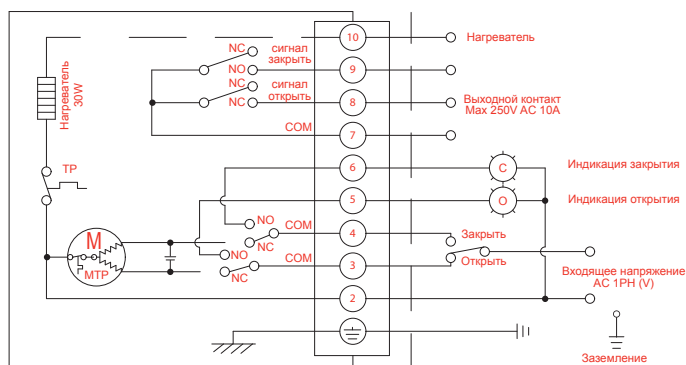 10
Нагреватель
NC
сигнал
закрыть
NO
9
NC
сигнал
открыть
NC
8
Выходной контакт
Max 250V AC 10A
Нагреватель
30W
COM
7
TP
6
C
Индикация закрытия
5
O
Индикация открытия
NO
COM
4
Закрыть
M
NC
NO
COM
3
Открыть
MTP
NC
Входящее напряжение
AC 1PH (V)
2
Заземление